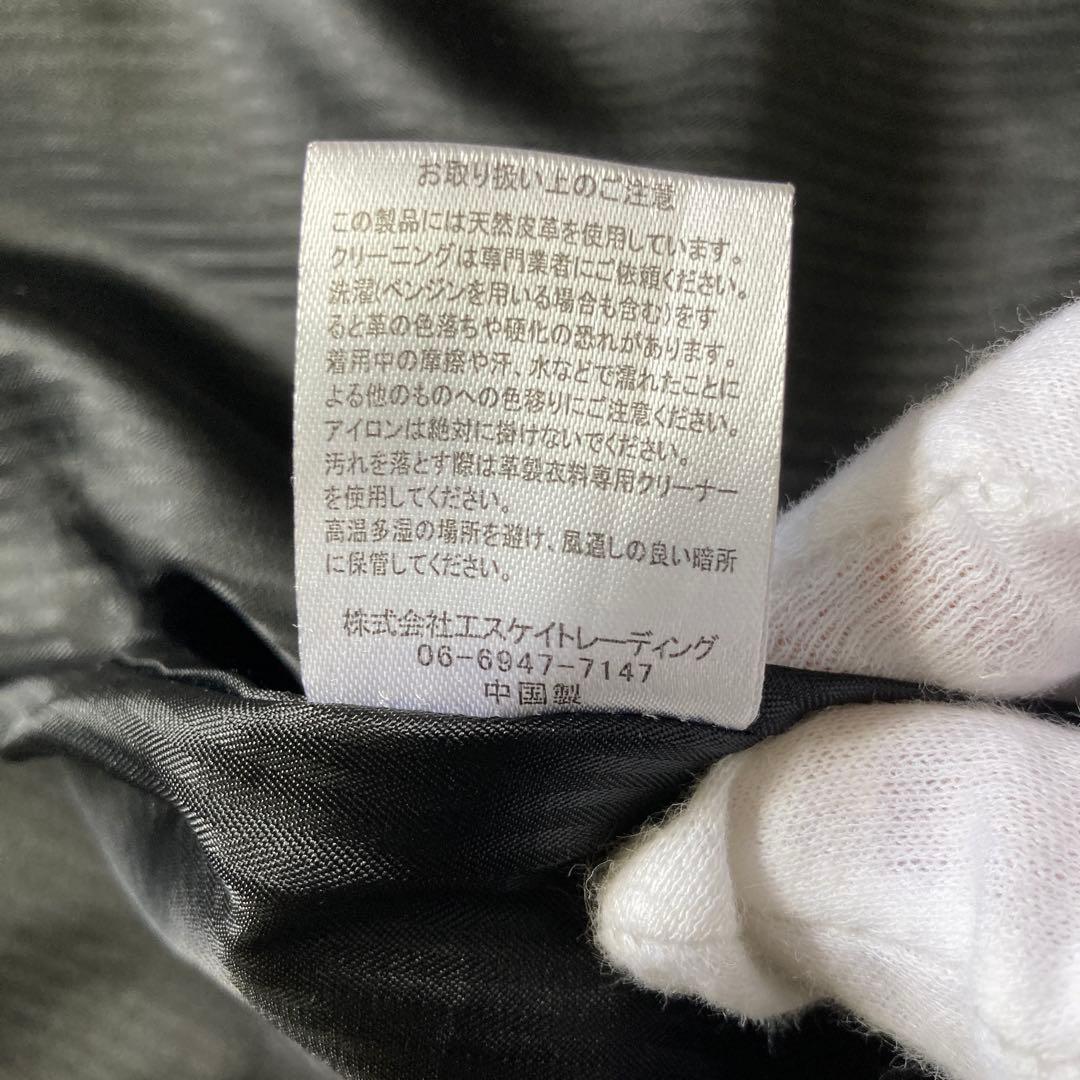 お取り扱い上のご注意
この製品には天然皮革を使用しています。
クリーニングは専門業者にご依頼ください。
洗濯(ベンジンを用いる場合も含む)をす
ると革の色落ちや硬化の恐れがあります。
着用中の摩擦や汗、水などで濡れたことに
よる他のものへの色移りにご注意ください。
アイロンは絶対に掛けないでください。
汚れを落とす際は革製衣料専用クリーナー
を使用してください。
高温多湿の場所を避け、風通しの良い暗所
に保管してください。
株式会社エスケイトレーディング
06-6947-7147
中国製